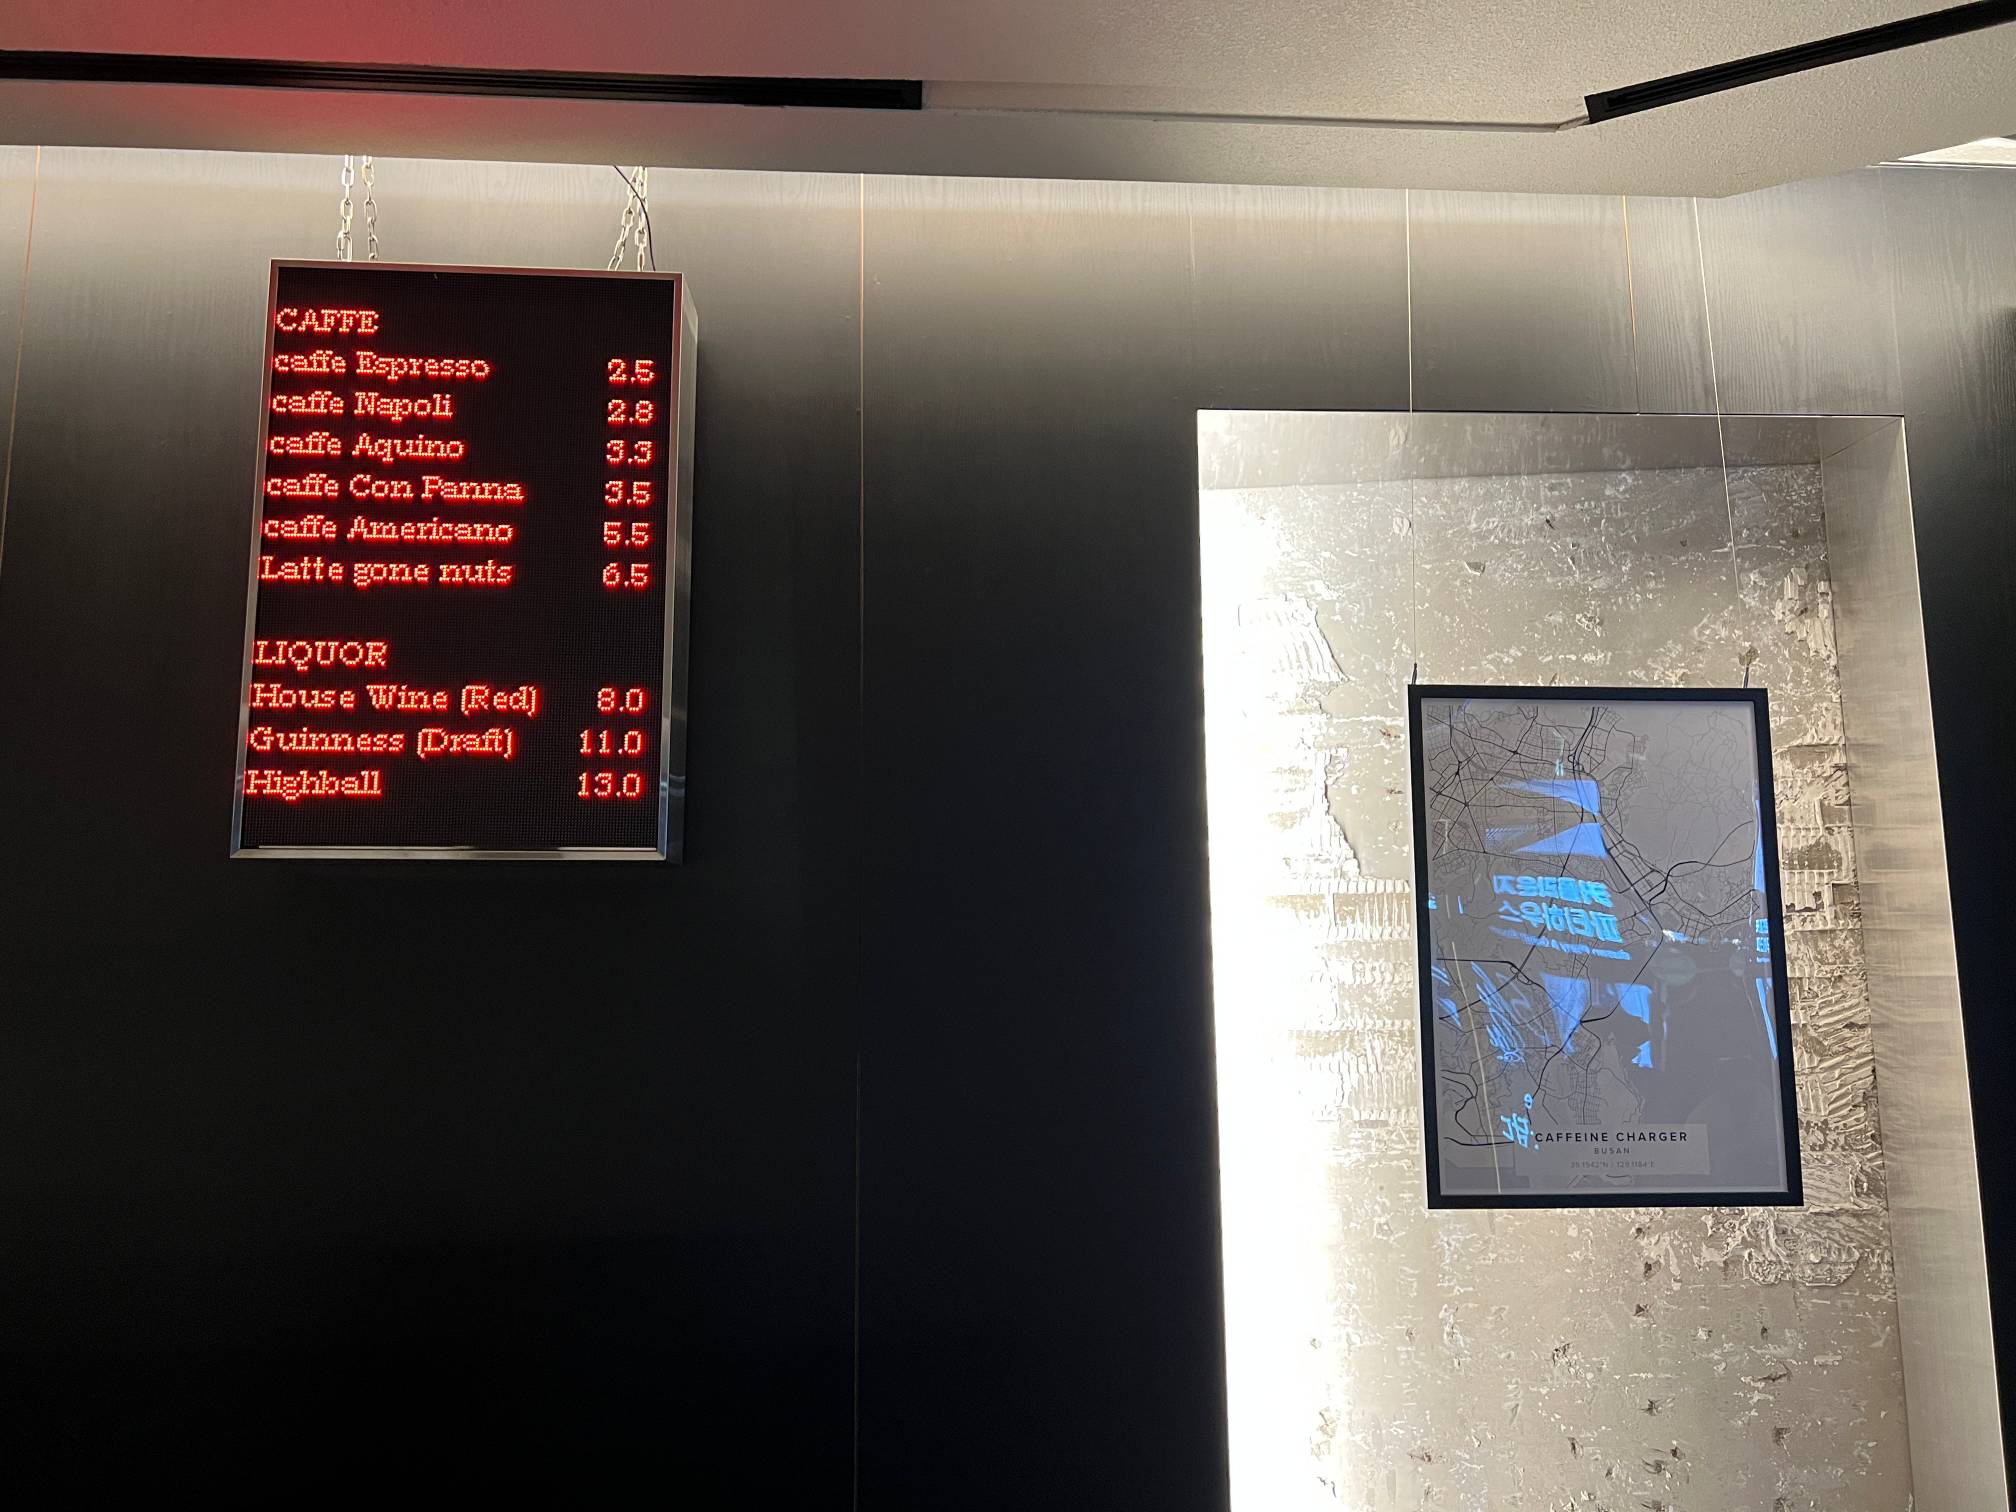 CAFFE
caffe Espresso 2.5
caffe Napoli 2.8
caffe Aquino 3.3
caffe Con Panna 3.5
caffe Americano 5.5
Latte gone nuts 6.5
LIQUOR
House Wine (Red) 8.0
Guinness (Draft) 11.0
Highball 13.0
CAFFEINE CHARGER
BUSAN